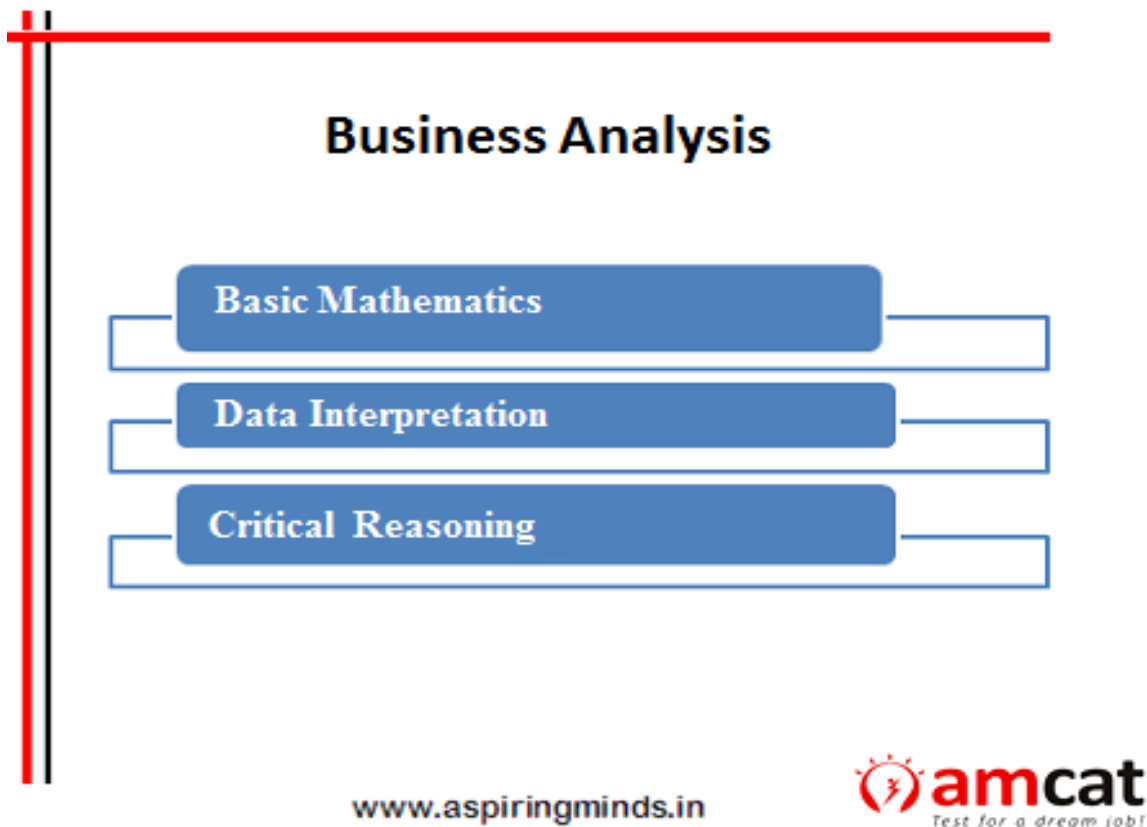 Business Analysis
Basic Mathematics
Data Interpretation
Critical Reasoning
www.aspiringminds.in
amcat
Test for a dream job!